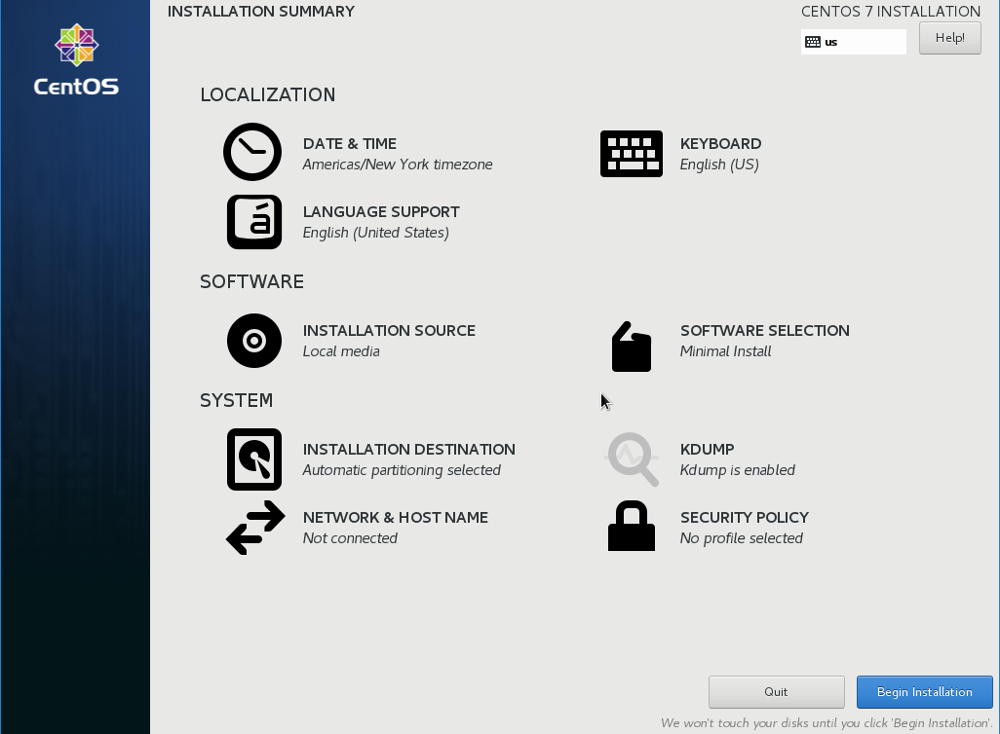 INSTALLATION SUMMARY
CENTOS 7 INSTALLATION
us
Help!
CentOS
LOCALIZATION
DATE & TIME
Americas/New York timezone
KEYBOARD
English (US)
á
LANGUAGE SUPPORT
English (United States)
SOFTWARE
INSTALLATION SOURCE
Local media
SOFTWARE SELECTION
Minimal Install
SYSTEM
INSTALLATION DESTINATION
Automatic partitioning selected
KDUMP
Kdump is enabled
NETWORK & HOST NAME
Not connected
SECURITY POLICY
No profile selected
Quit
Begin Installation
We won't touch your disks until you click 'Begin Installation'.